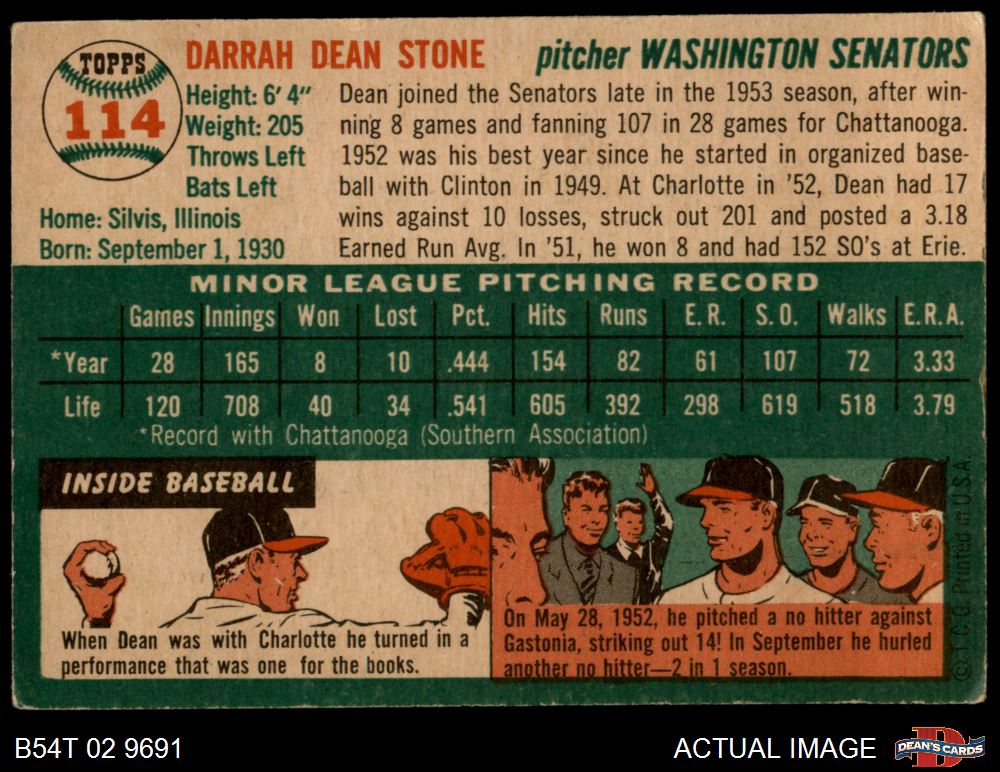 TOPPS
114
DARRAH DEAN STONE
pitcher WASHINGTON SENATORS
Height: 6' 4"
Weight: 205
Throws Left
Bats Left
Home: Silvis, Illinois
Born: September 1, 1930
Dean joined the Senators late in the 1953 season, after win-
ning 8 games and fanning 107 in 28 games for Chattanooga.
1952 was his best year since he started in organized base-
ball with Clinton in 1949. At Charlotte in '52, Dean had 17
wins against 10 losses, struck out 201 and posted a 3.18
Earned Run Avg. In '51, he won 8 and had 152 SO's at Erie.
MINOR LEAGUE PITCHING RECORD
Games Innings Won Lost Pct. Hits Runs E.R. S.O. Walks E.R.A.
*Year 28 165 8 10 .444 154 82 61 107 72 3.33
Life 120 708 40 34 .541 605 392 298 619 518 3.79
*Record with Chattanooga (Southern Association)
INSIDE BASEBALL
When Dean was with Charlotte he turned in a
performance that was one for the books.
On May 28, 1952, he pitched a no hitter against
Gastonia, striking out 14! In September he hurled
another no hitter—2 in 1 season.
© T.C.G. Printed in U.S.A.
B54T 02 9691
ACTUAL IMAGE
D
DEAN'S CARDS